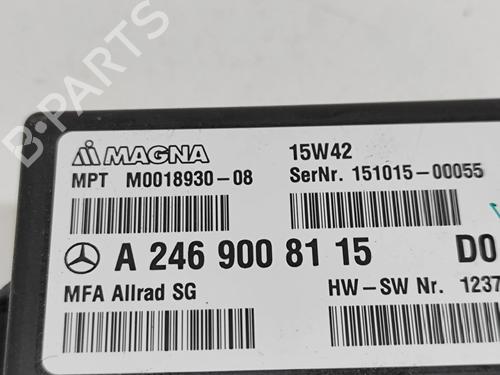 B-PARTS
MAGNA
15W42
MPT M0018930-08
SerNr. 151015-00055
A 246 900 81 15
D0
MFA Allrad SG
HW-SW Nr. 1237